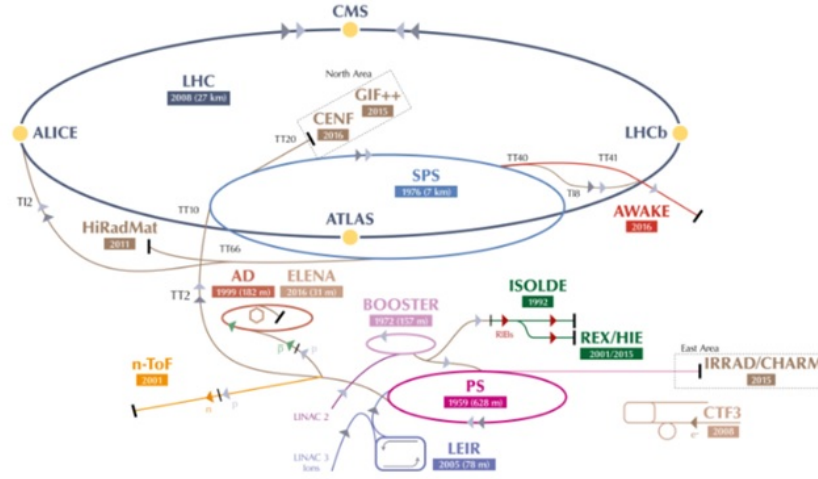 CMS
LHC
2008 (27 km)
North Area
GIF++
2015
CENF
2016
TT20
ALICE
LHCb
TT40
TT41
SPS
1976 (7 km)
TI8
TI2
TT10
AWAKE
2016
ATLAS
HiRadMat
2011
TT66
AD
1999 (182 m)
ELENA
2016 (31 m)
TT2
ISOLDE
1992
BOOSTER
1972 (157 m)
RIBs
REX/HIE
2001/2015
p
p
East Area
n-ToF
2001
IRRAD/CHARM
2015
PS
1959 (628 m)
n
p
LINAC 2
CTF3
2008
e-
LEIR
2005 (78 m)
LINAC 3
Ions